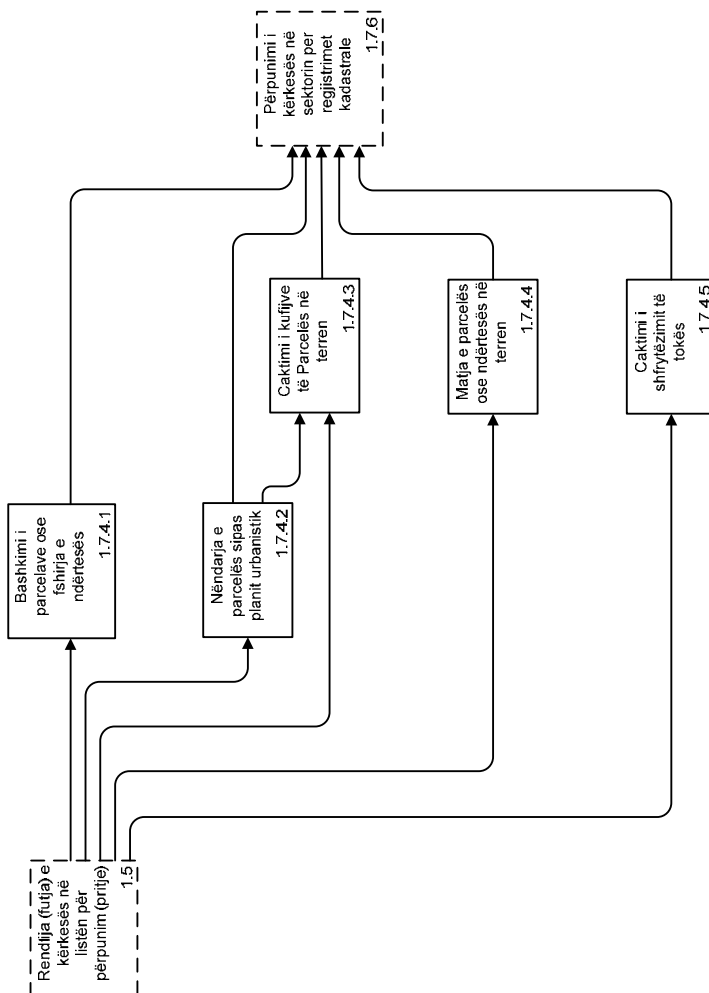 Rendlija (futja) e
kërkesës në
listën për
përpunim (pritje)
1.5
Bashkimi i
parcelave ose
fshirja e
ndërtesës
1.7.4.1
Nëndarja e
parcelës sipas
planit urbanistik
1.7.4.2
Caktimi i kufijve
të Parcelës në
terren
1.7.4.3
Matja e parcelës
ose ndërtesës në
terren
1.7.4.4
Caktimi i
shfrytëzimit të
tokës
1.7.4.5
Përpunimi i
kërkesës në
sektorin per
regjistrimet
kadastrale
1.7.6